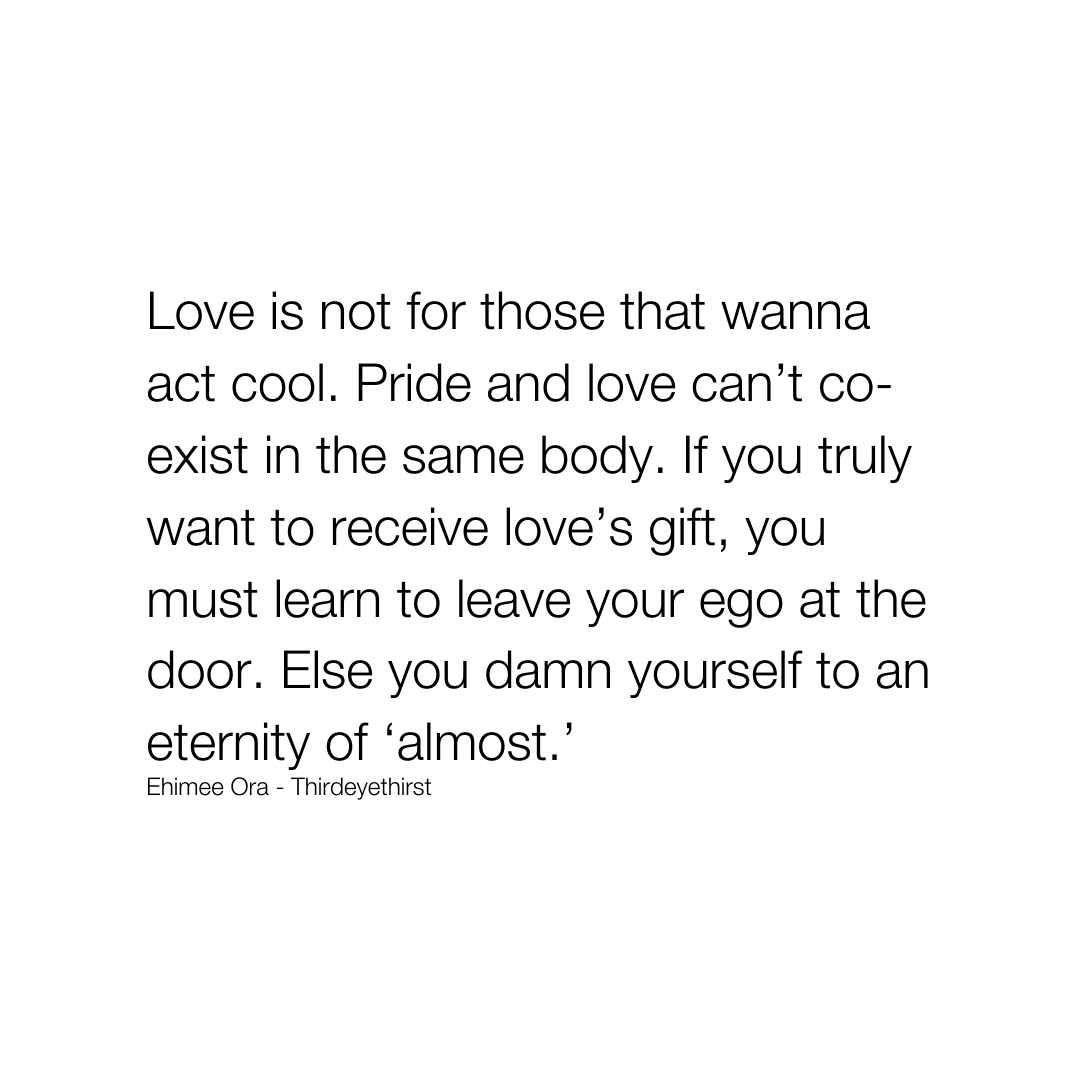 Love is not for those that wanna
act cool. Pride and love can’t co-
exist in the same body. If you truly
want to receive love’s gift, you
must learn to leave your ego at the
door. Else you damn yourself to an
eternity of ‘almost.’
Ehimee Ora - Thirdeyethirst